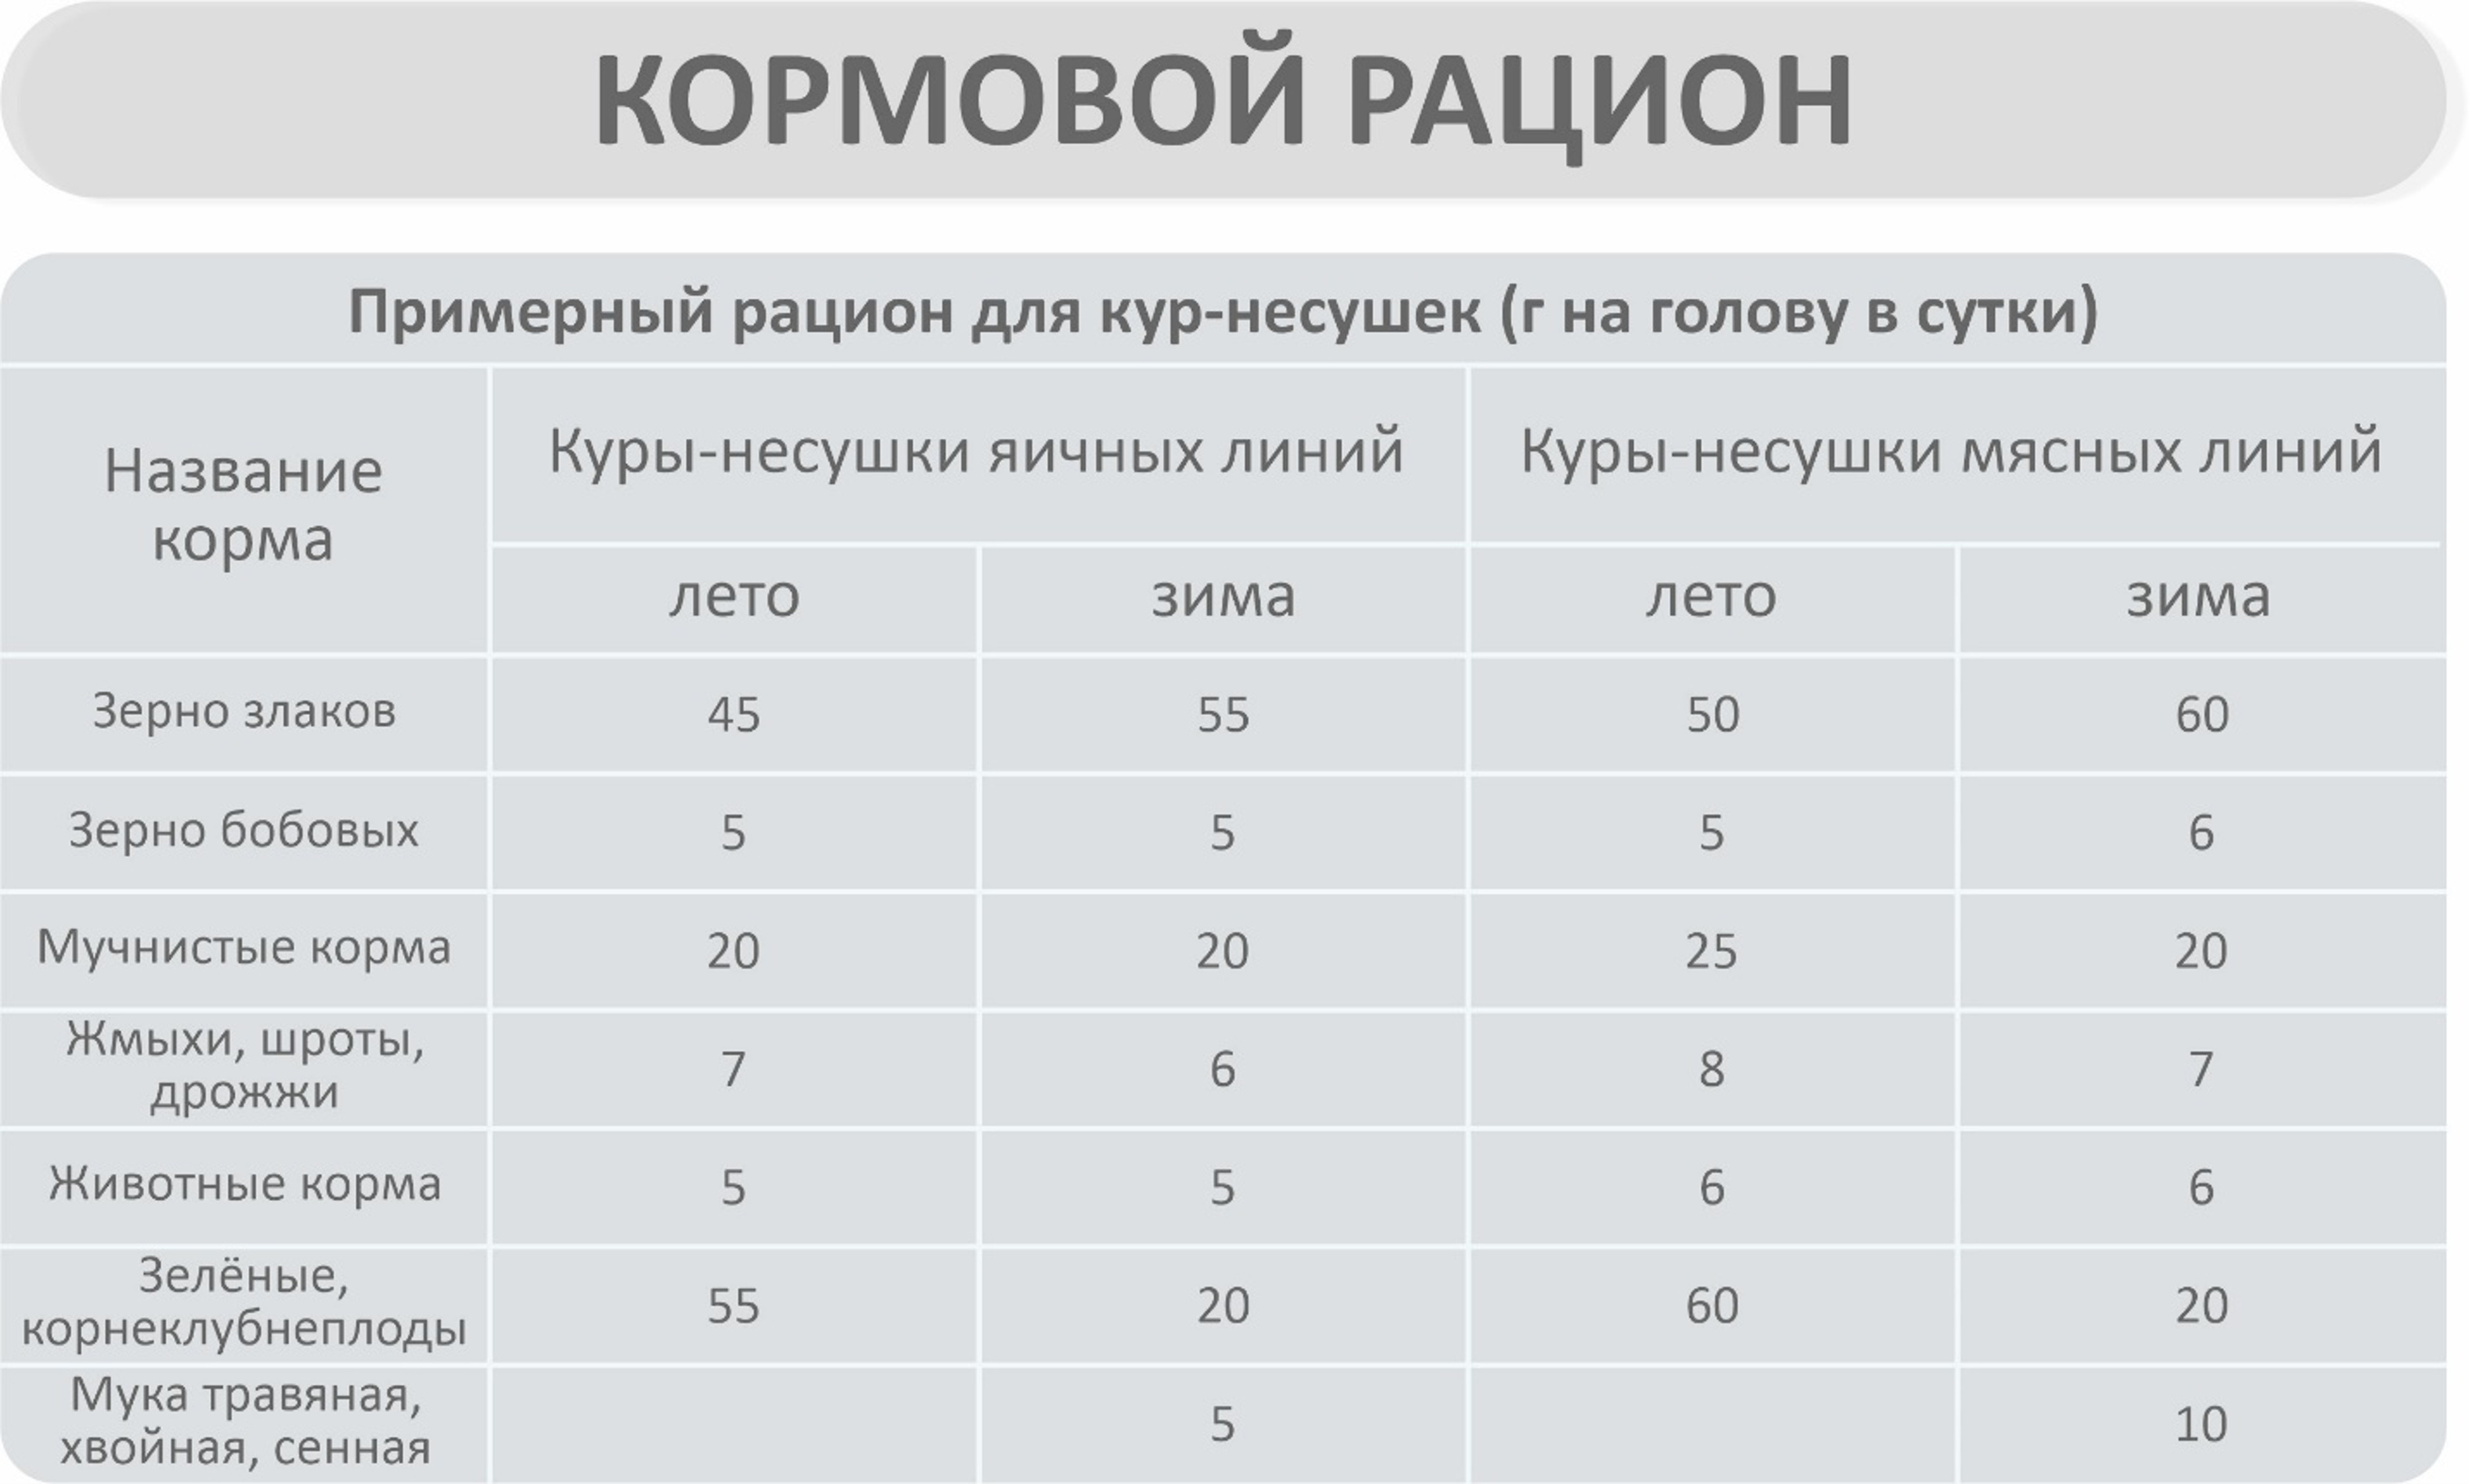 КОРМОВОЙ РАЦИОН
Примерный рацион для кур-несушек (г на голову в сутки)
Название
корма
Куры-несушки яичных линий Куры-несушки мясных линий
лето зима лето зима
Зерно злаков 45 55 50 60
Зерно бобовых 5 5 5 6
Мучнистые корма 20 20 25 20
Жмыхи, шроты,
дрожжи 7 6 8 7
Животные корма 5 5 6 6
Зелёные,
корнеклубнеплоды 55 20 60 20
Мука травяная,
хвойная, сенная 5 10